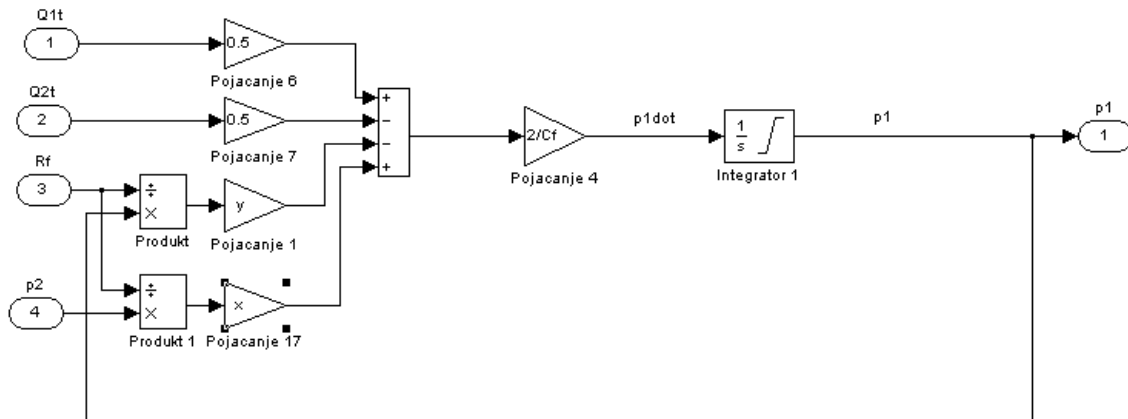 Q1t
1
0.5
Pojacanje 6
Q2t
2
0.5
Pojacanje 7
Rf
3
÷
×
Produkt
y
Pojacanje 1
p2
4
÷
×
Produkt 1
×
Pojacanje 17
+
−
−
+
2/Cf
Pojacanje 4
p1dot
1
s
Integrator 1
p1
p1
1